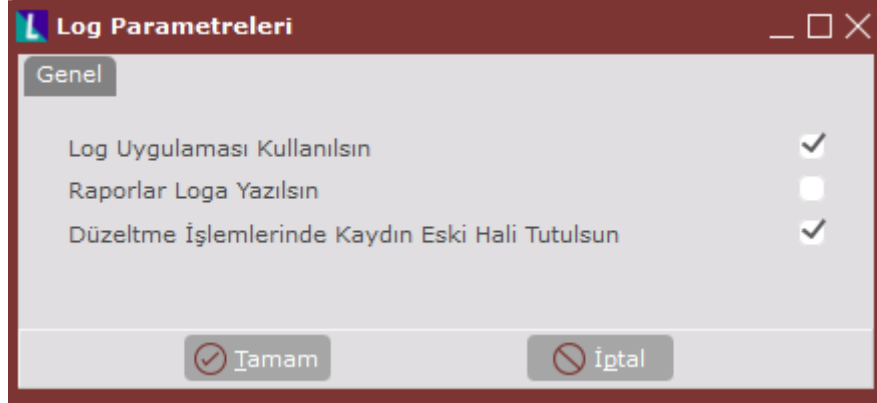 Log Parametreleri
Genel
Log Uygulaması Kullanılsın
Raporlar Loga Yazılsın
Düzeltme İşlemlerinde Kaydın Eski Hali Tutulsun
Tamam İptal